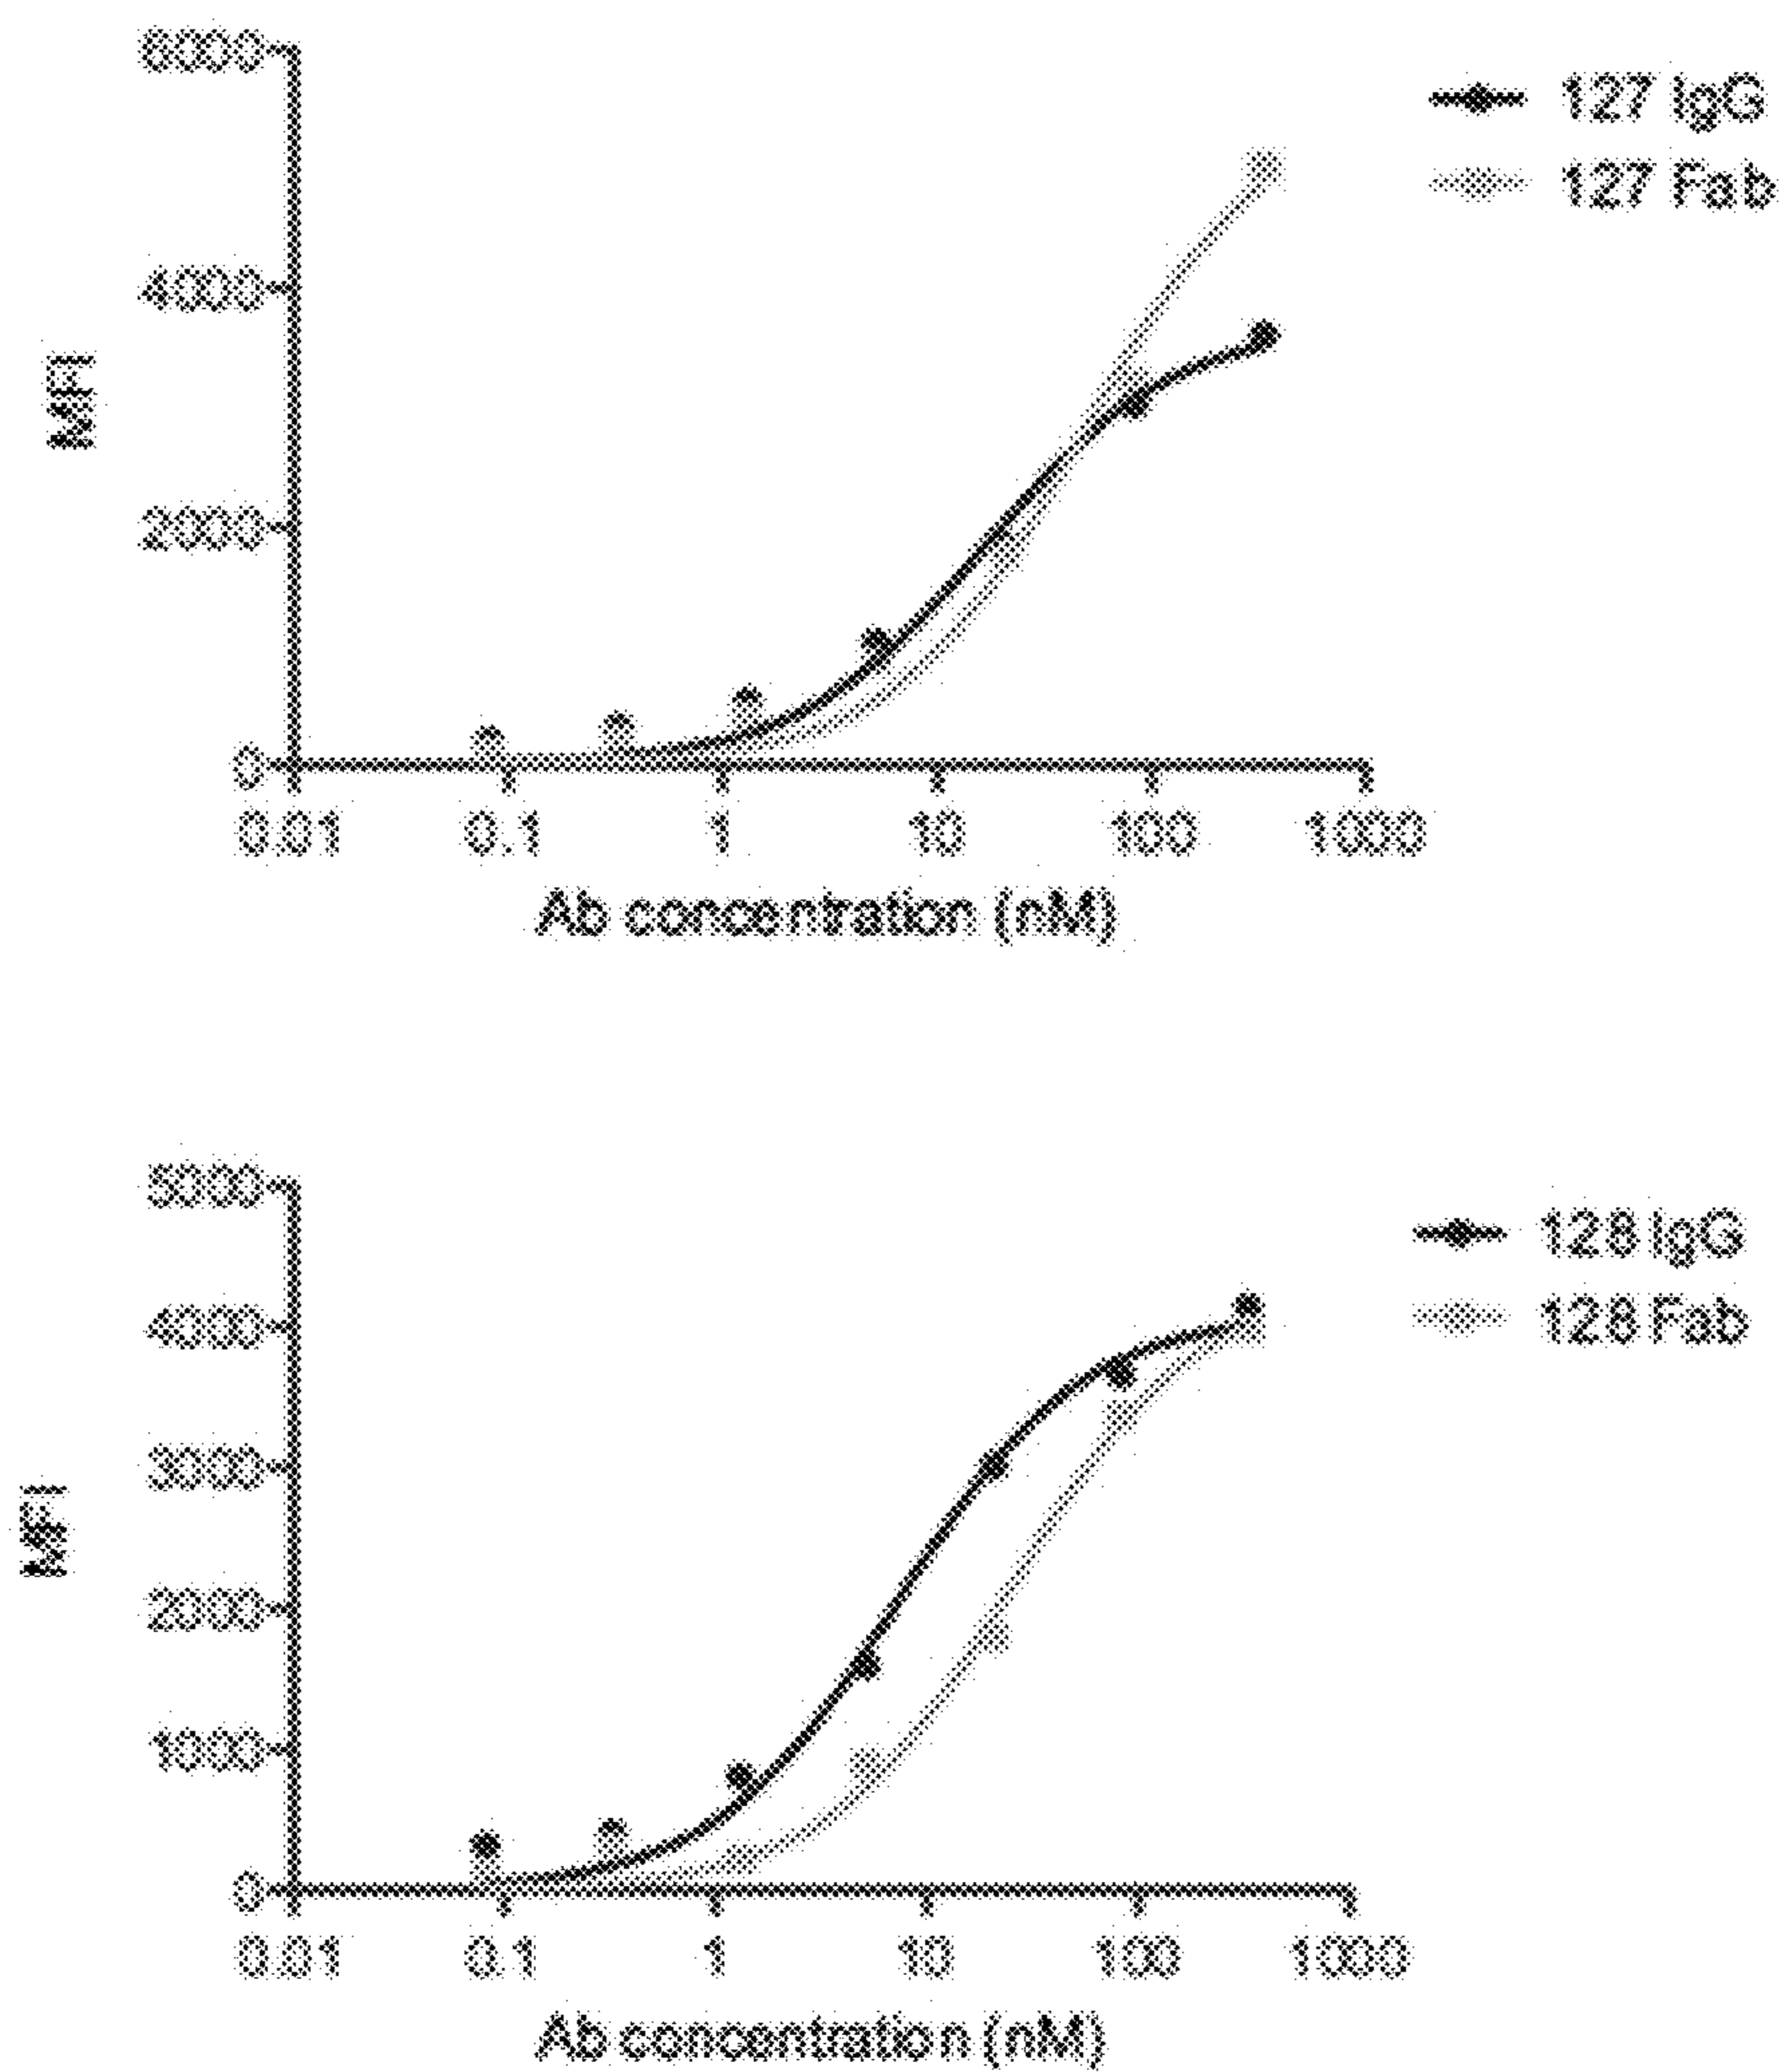 6000
127 IgG
127 Fab
4000
MFI
2000
0
0.01 0.1 1 10 100 1000
Ab concentration (nM)
5000
128 IgG
128 Fab
4000
3000
MFI
2000
1000
0
0.01 0.1 1 10 100 1000
Ab concentration (nM)